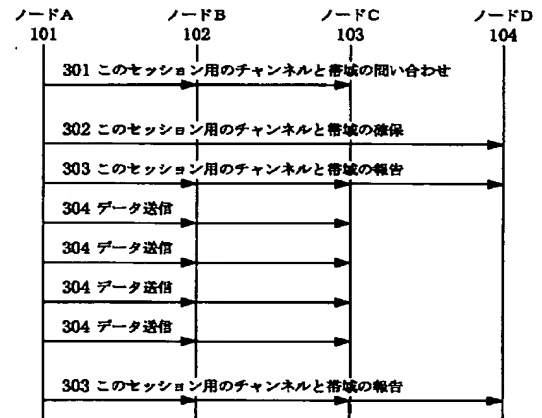 ノードA ノードB ノードC ノードD
101 102 103 104
301 このセッション用のチャンネルと帯域の問い合わせ
302 このセッション用のチャンネルと帯域の確保
303 このセッション用のチャンネルと帯域の報告
304 データ送信
304 データ送信
304 データ送信
304 データ送信
303 このセッション用のチャンネルと帯域の報告